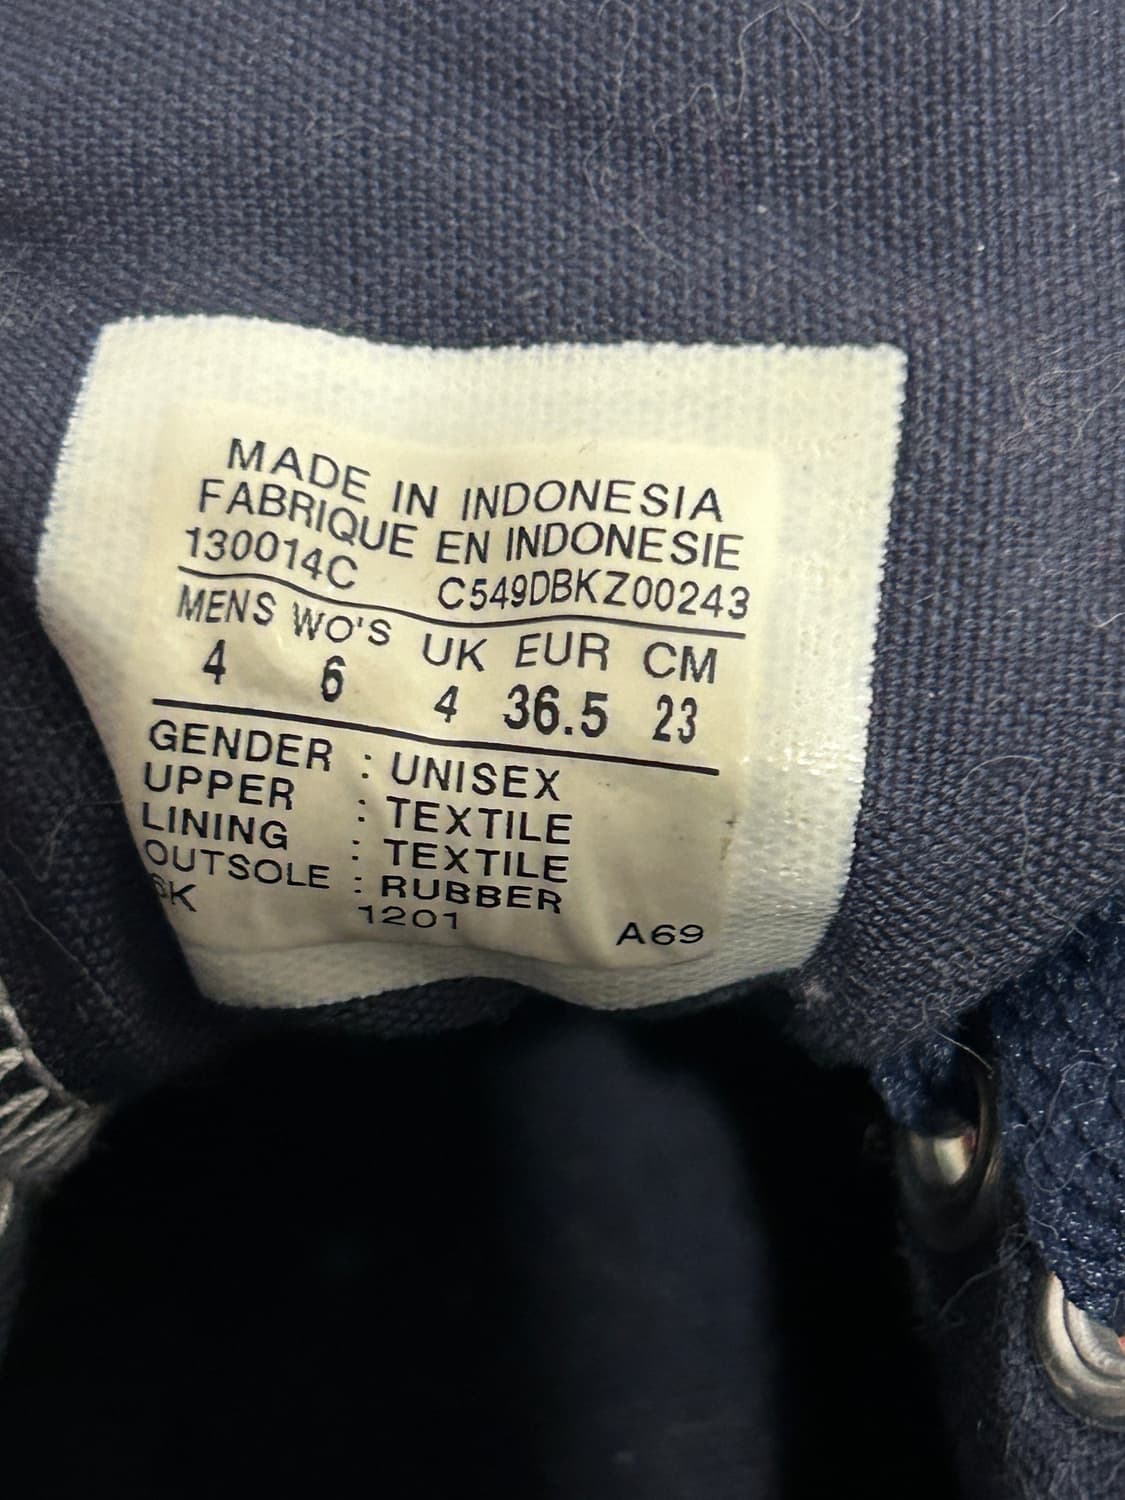 MADE IN INDONESIA
FABRIQUE EN INDONESIE
130014C C549DBKZ00243
MENS WO'S UK EUR CM
4 6 4 36.5 23
GENDER : UNISEX
UPPER : TEXTILE
LINING : TEXTILE
OUTSOLE : RUBBER
1201 A69